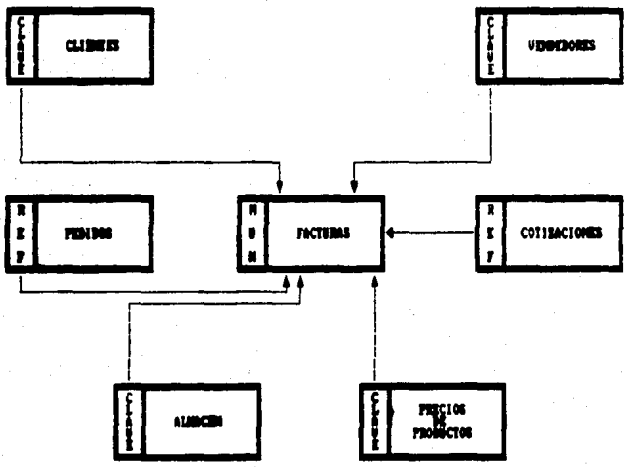 CLAVE
CLIENTES
CLAVE
VENDEDORES
REF
PEDIDOS
NUM
FACTURAS
REF
COTIZACIONES
CLAVE
ALMACEN
CLAVE
PRECIOS
DE
PRODUCTOS